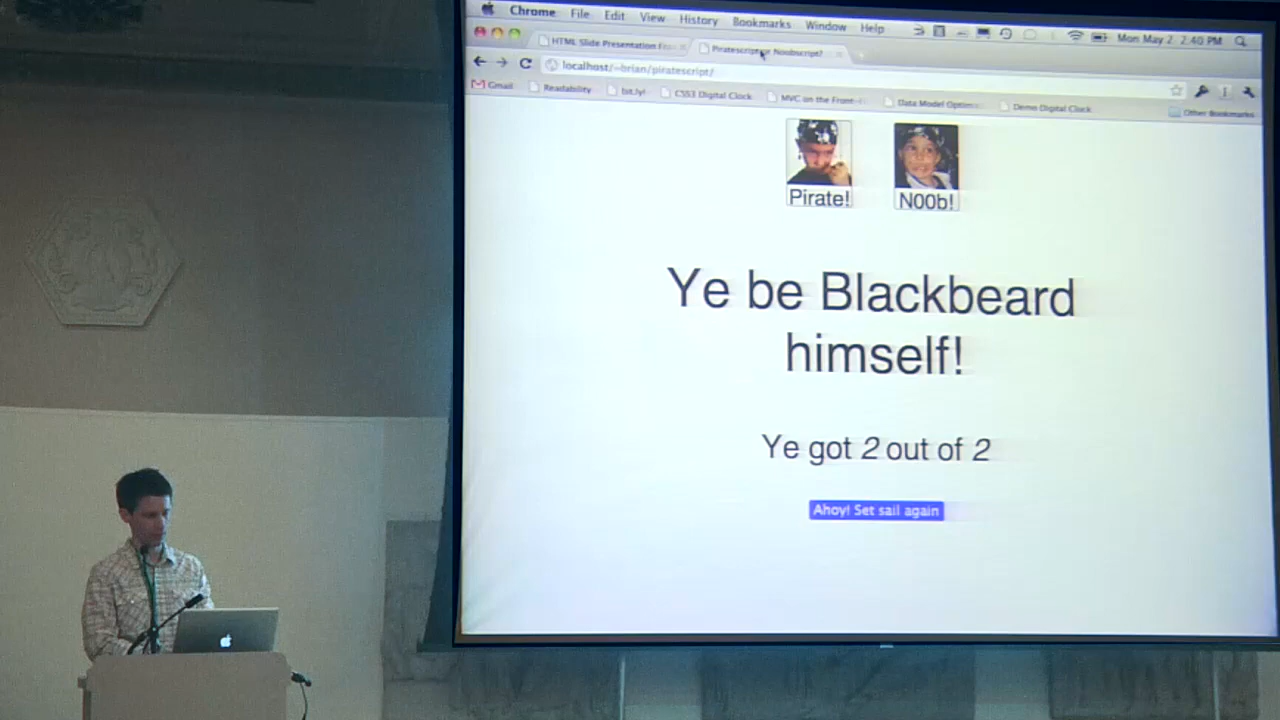 Chrome File Edit View History Bookmarks Window Help Mon May 2 2:40 PM
HTML Slide Presentation Piratescript or Noobscript?
localhost/~brian/piratescript/
Gmail Readability bit.ly! CSS3 Digital Clock MVC on the Front- Data Model Optimi Demo Digital Clock Other Bookmarks
Pirate! N00b!
Ye be Blackbeard
himself!
Ye got 2 out of 2
Ahoy! Set sail again